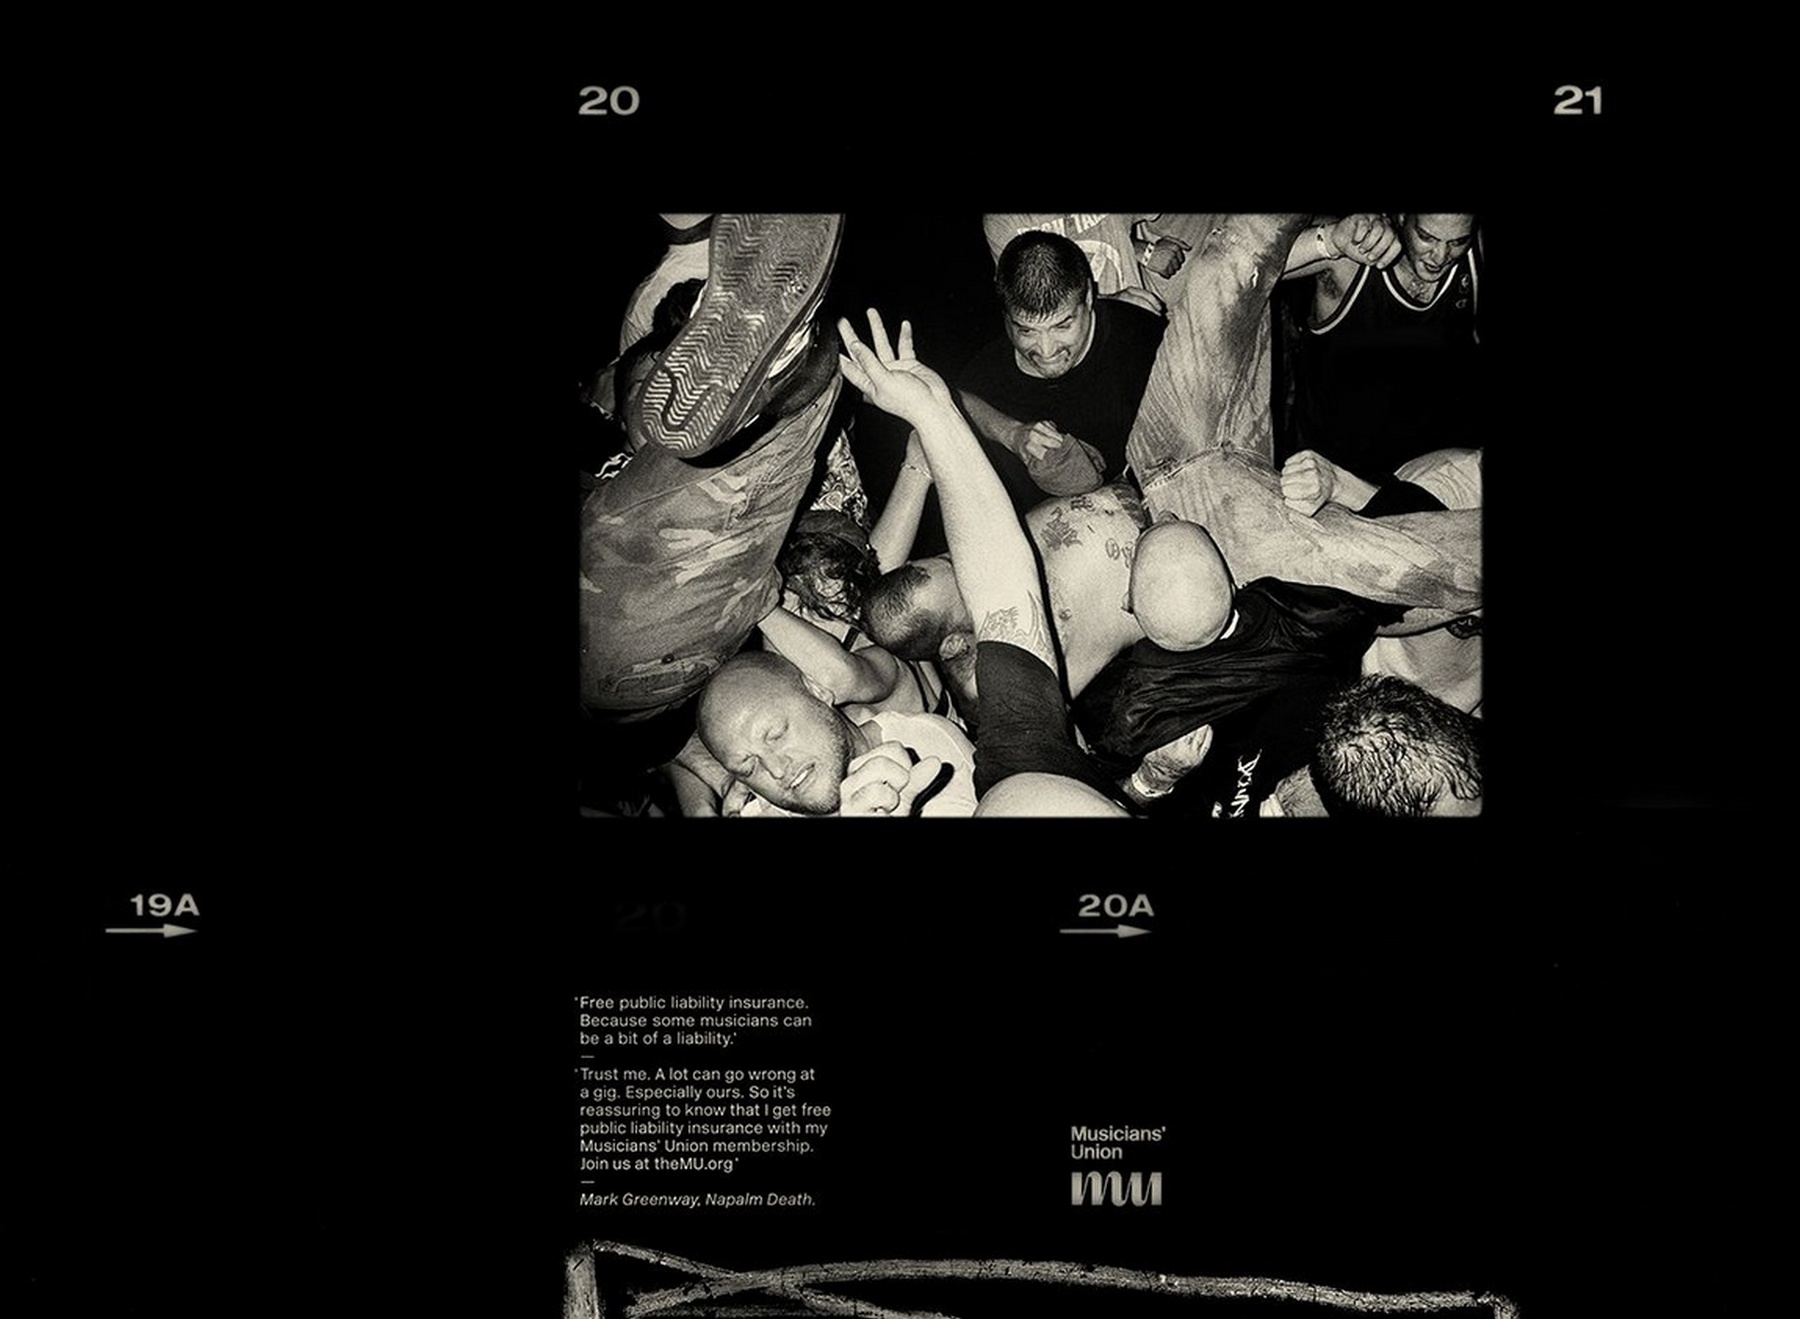 20
21
19A
20
20A
'Free public liability insurance.
Because some musicians can
be a bit of a liability.'
—
'Trust me. A lot can go wrong at
a gig. Especially ours. So it's
reassuring to know that I get free
public liability insurance with my
Musicians' Union membership.
Join us at theMU.org'
—
Mark Greenway, Napalm Death.
Musicians'
Union
mu